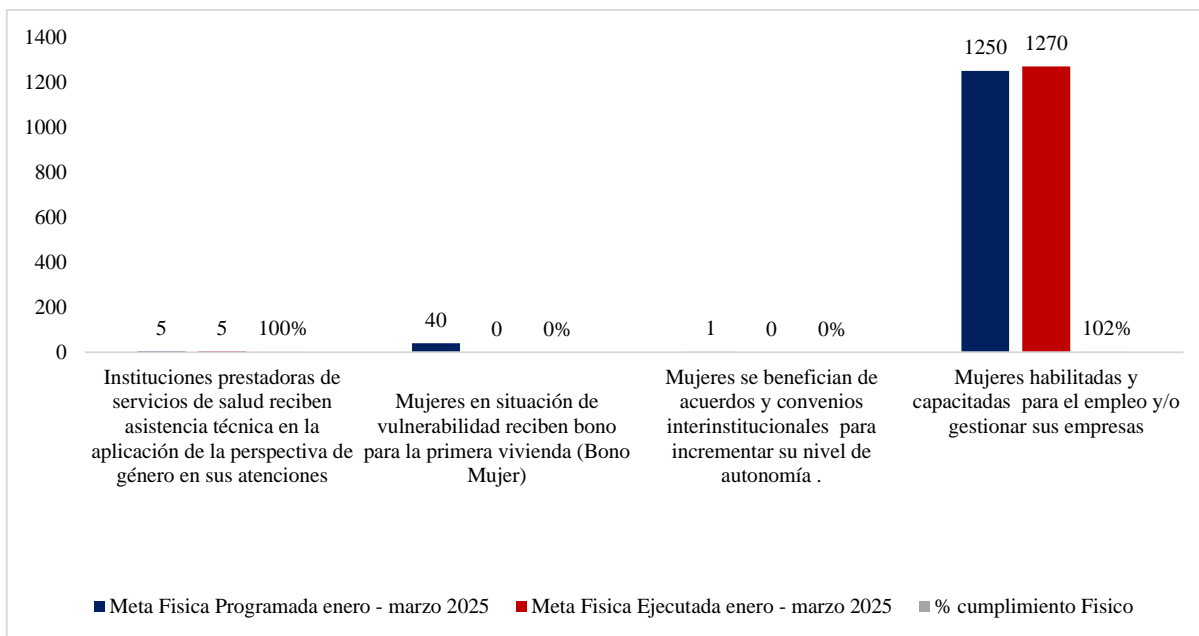 1400
1200
1000
800
600
400
200
0
5 5 100%
40 0 0%
1 0 0%
1250 1270 102%
Instituciones prestadoras de
servicios de salud reciben
asistencia técnica en la
aplicación de la perspectiva de
género en sus atenciones
Mujeres en situación de
vulnerabilidad reciben bono
para la primera vivienda (Bono
Mujer)
Mujeres se benefician de
acuerdos y convenios
interinstitucionales para
incrementar su nivel de
autonomía .
Mujeres habilitadas y
capacitadas para el empleo y/o
gestionar sus empresas
Meta Fisica Programada enero - marzo 2025 Meta Fisica Ejecutada enero - marzo 2025 % cumplimiento Fisico